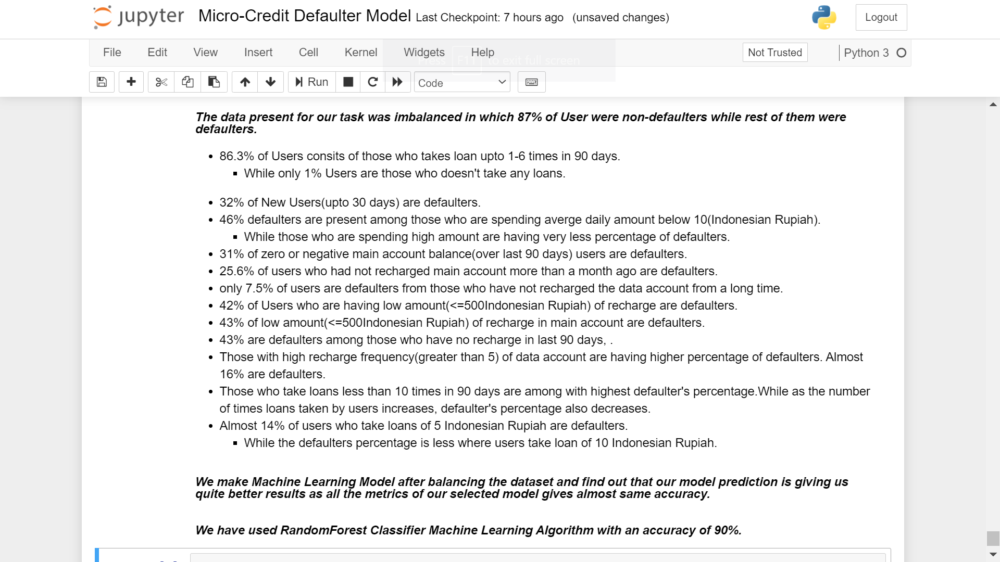 jupyter Micro-Credit Defaulter Model Last Checkpoint: 7 hours ago (unsaved changes) Logout
File Edit View Insert Cell Kernel Widgets Help Not Trusted Python 3
Press F11 to exit full screen
Run Code
The data present for our task was imbalanced in which 87% of User were non-defaulters while rest of them were
defaulters.
86.3% of Users consits of those who takes loan upto 1-6 times in 90 days.
While only 1% Users are those who doesn't take any loans.
32% of New Users(upto 30 days) are defaulters.
46% defaulters are present among those who are spending averge daily amount below 10(Indonesian Rupiah).
While those who are spending high amount are having very less percentage of defaulters.
31% of zero or negative main account balance(over last 90 days) users are defaulters.
25.6% of users who had not recharged main account more than a month ago are defaulters.
only 7.5% of users are defaulters from those who have not recharged the data account from a long time.
42% of Users who are having low amount(<=500Indonesian Rupiah) of recharge are defaulters.
43% of low amount(<=500Indonesian Rupiah) of recharge in main account are defaulters.
43% are defaulters among those who have no recharge in last 90 days, .
Those with high recharge frequency(greater than 5) of data account are having higher percentage of defaulters. Almost
16% are defaulters.
Those who take loans less than 10 times in 90 days are among with highest defaulter's percentage.While as the number
of times loans taken by users increases, defaulter's percentage also decreases.
Almost 14% of users who take loans of 5 Indonesian Rupiah are defaulters.
While the defaulters percentage is less where users take loan of 10 Indonesian Rupiah.
We make Machine Learning Model after balancing the dataset and find out that our model prediction is giving us
quite better results as all the metrics of our selected model gives almost same accuracy.
We have used RandomForest Classifier Machine Learning Algorithm with an accuracy of 90%.